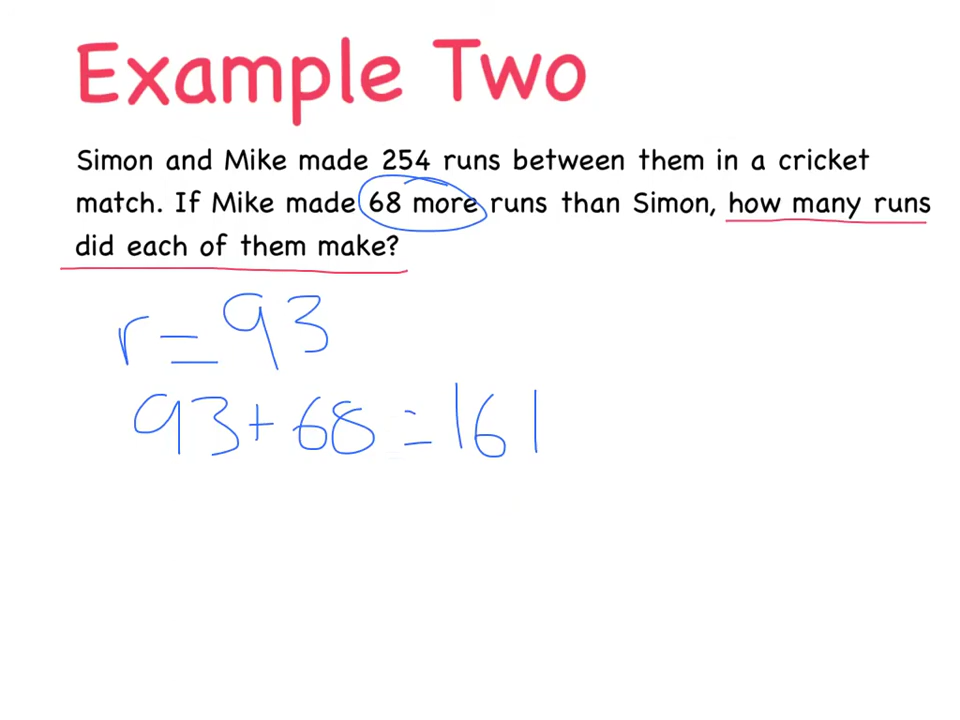 Example Two
Simon and Mike made 254 runs between them in a cricket
match. If Mike made 68 more runs than Simon, how many runs
did each of them make?
r = 93
93 + 68 = 161